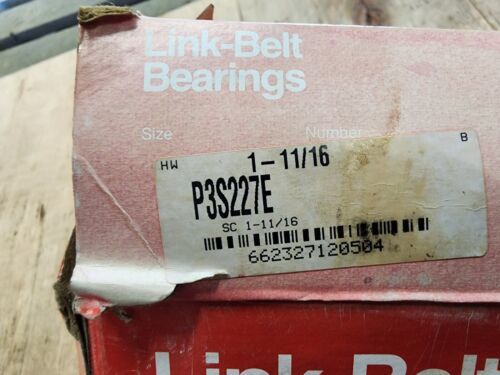 Link-Belt
Bearings
Size Number
HW 1-11/16 B
P3S227E
SC 1-11/16
662327120504
Link-Belt